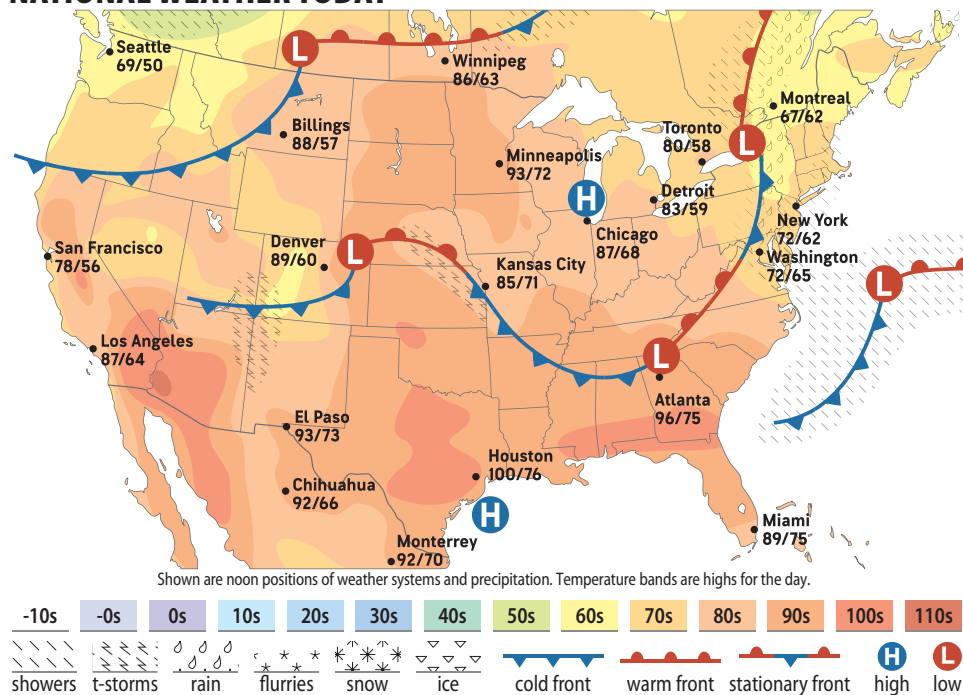 NATIONAL WEATHER TODAY
Seattle
69/50
L
Winnipeg
86/63
Billings
88/57
Minneapolis
93/72
Toronto
80/58
L
Montreal
67/62
H
Detroit
83/59
Chicago
87/68
New York
72/62
Washington
72/65
San Francisco
78/56
Denver
89/60
L
Kansas City
85/71
L
Los Angeles
87/64
L
Atlanta
96/75
El Paso
93/73
Houston
100/76
Chihuahua
92/66
H
Monterrey
92/70
Miami
89/75
Shown are noon positions of weather systems and precipitation. Temperature bands are highs for the day.
-10s -0s 0s 10s 20s 30s 40s 50s 60s 70s 80s 90s 100s 110s
H L
showers t-storms rain flurries snow ice cold front warm front stationary front high low